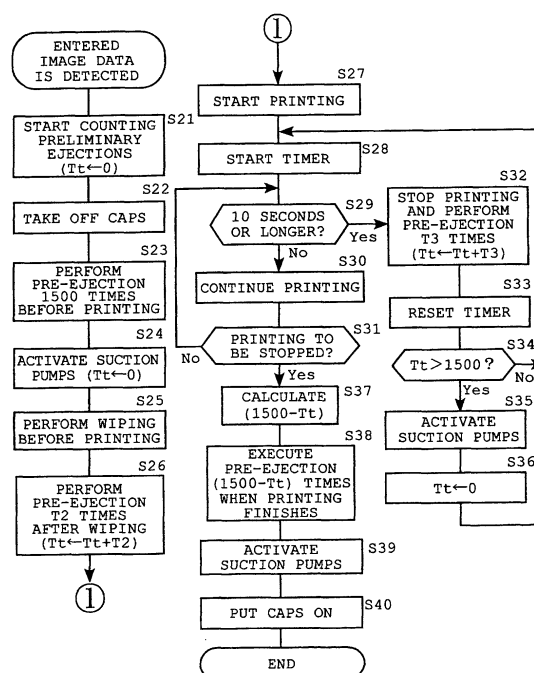 ENTERED
IMAGE DATA
IS DETECTED
S21
START COUNTING
PRELIMINARY
EJECTIONS
(Tt←0)
S22
TAKE OFF CAPS
S23
PERFORM
PRE-EJECTION
1500 TIMES
BEFORE PRINTING
S24
ACTIVATE SUCTION
PUMPS (Tt←0)
S25
PERFORM WIPING
BEFORE PRINTING
S26
PERFORM
PRE-EJECTION
T2 TIMES
AFTER WIPING
(Tt←Tt+T2)
1
1
S27
START PRINTING
S28
START TIMER
S29
10 SECONDS
OR LONGER?
Yes
No
S30
CONTINUE PRINTING
S31
PRINTING TO
BE STOPPED?
No
Yes
S37
CALCULATE
(1500-Tt)
S38
EXECUTE
PRE-EJECTION
(1500-Tt) TIMES
WHEN PRINTING
FINISHES
S39
ACTIVATE
SUCTION PUMPS
S40
PUT CAPS ON
END
S32
STOP PRINTING
AND PERFORM
PRE-EJECTION
T3 TIMES
(Tt←Tt+T3)
S33
RESET TIMER
S34
Tt>1500?
No
Yes
S35
ACTIVATE
SUCTION PUMPS
S36
Tt←0